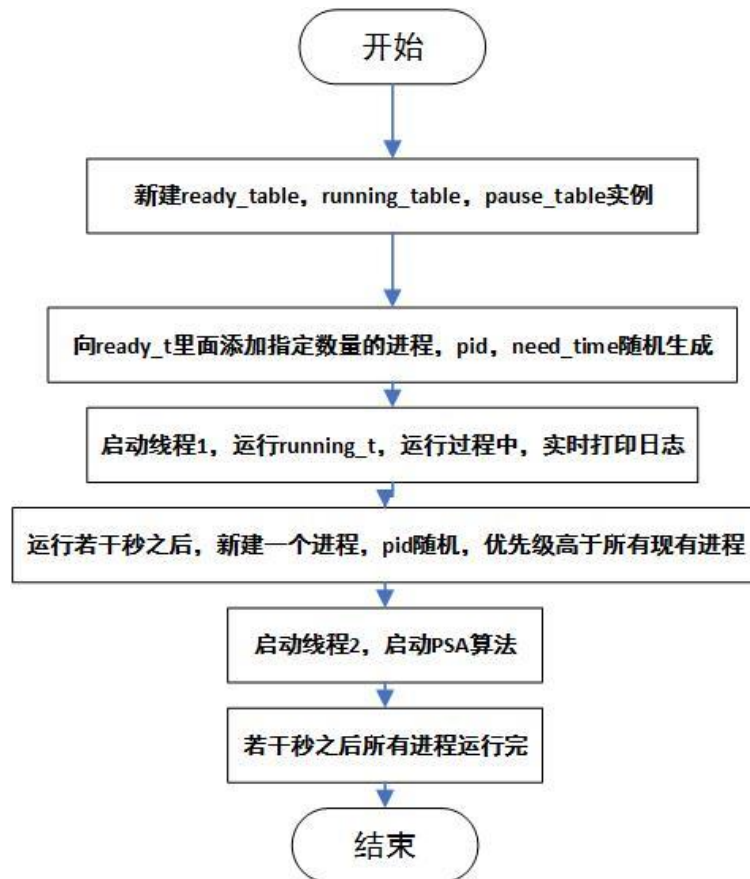 开始
新建ready_table，running_table，pause_table实例
向ready_t里面添加指定数量的进程，pid，need_time随机生成
启动线程1，运行running_t，运行过程中，实时打印日志
运行若干秒之后，新建一个进程，pid随机，优先级高于所有现有进程
启动线程2，启动PSA算法
若干秒之后所有进程运行完
结束